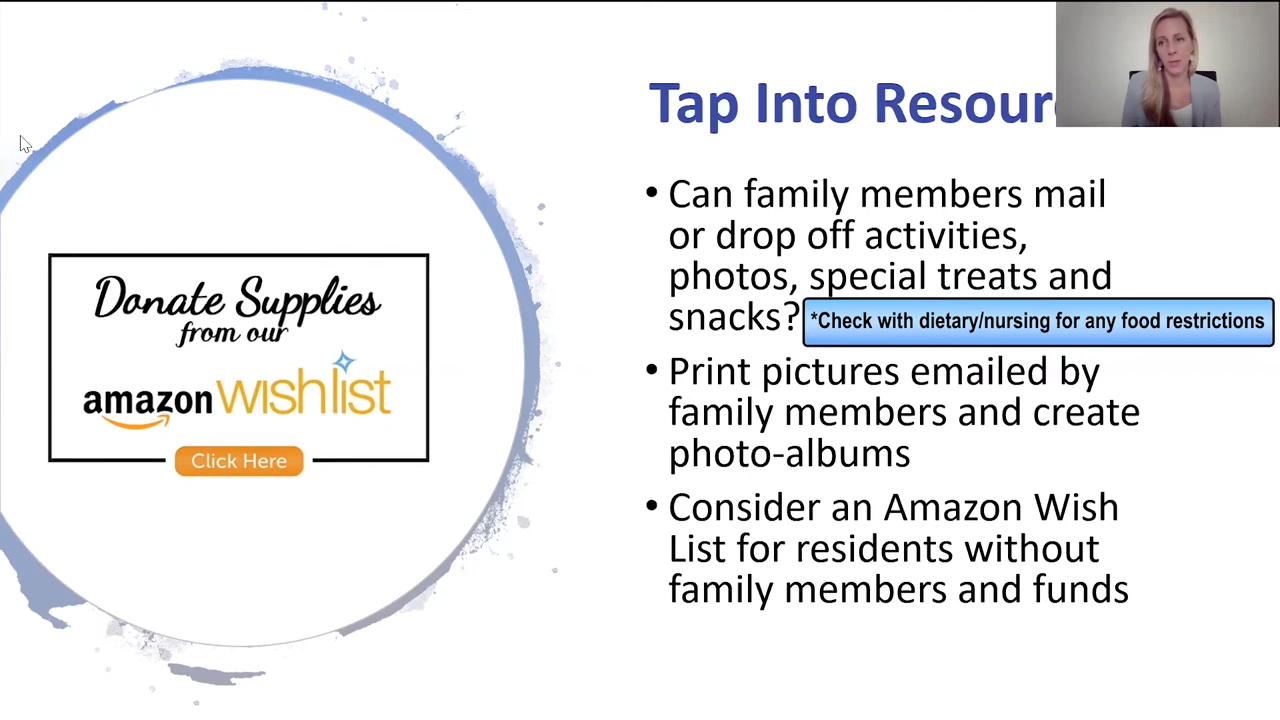 Tap Into
• Can family members mail
or drop off activities,
photos, special treats and
snacks?
*Check with dietary/nursing for any food restrictions
• Print pictures emailed by
family members and create
photo-albums
• Consider an Amazon Wish
List for residents without
family members and funds
Donate Supplies
from our
amazon wishlist
Click Here